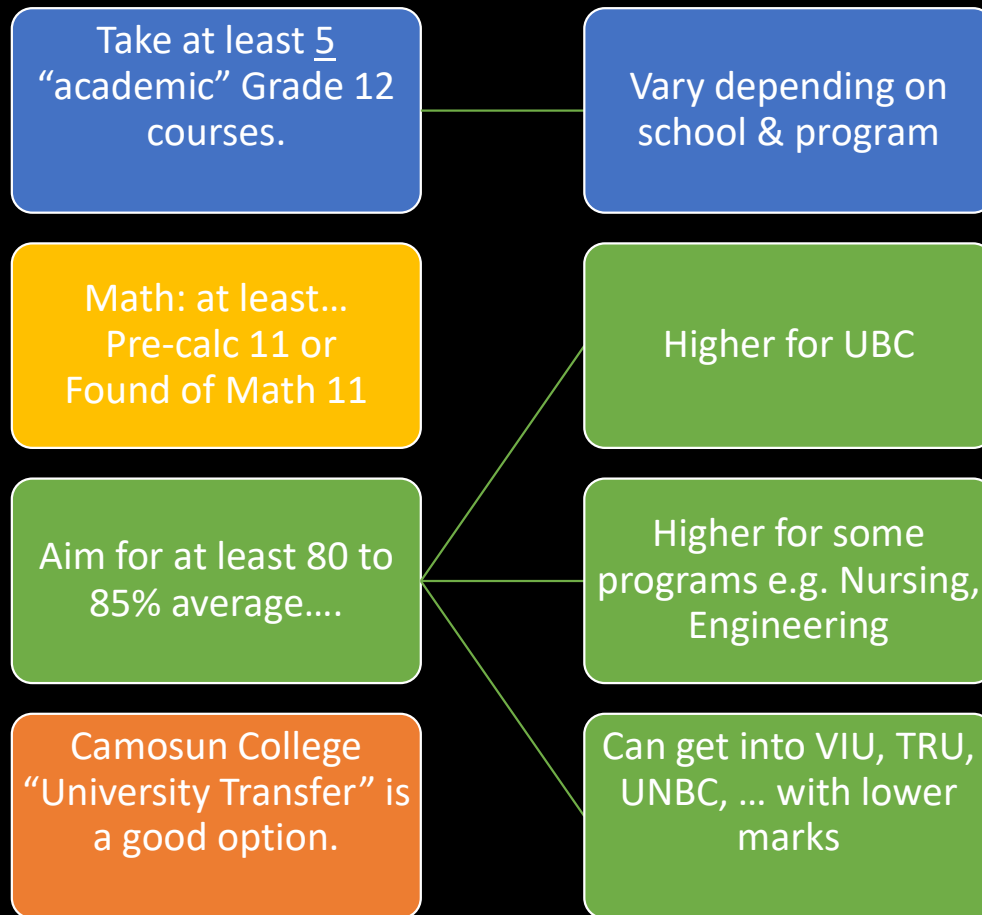 Take at least 5
“academic” Grade 12
courses.
Vary depending on
school & program
Math: at least…
Pre-calc 11 or
Found of Math 11
Higher for UBC
Aim for at least 80 to
85% average….
Higher for some
programs e.g. Nursing,
Engineering
Camosun College
“University Transfer” is
a good option.
Can get into VIU, TRU,
UNBC, … with lower
marks